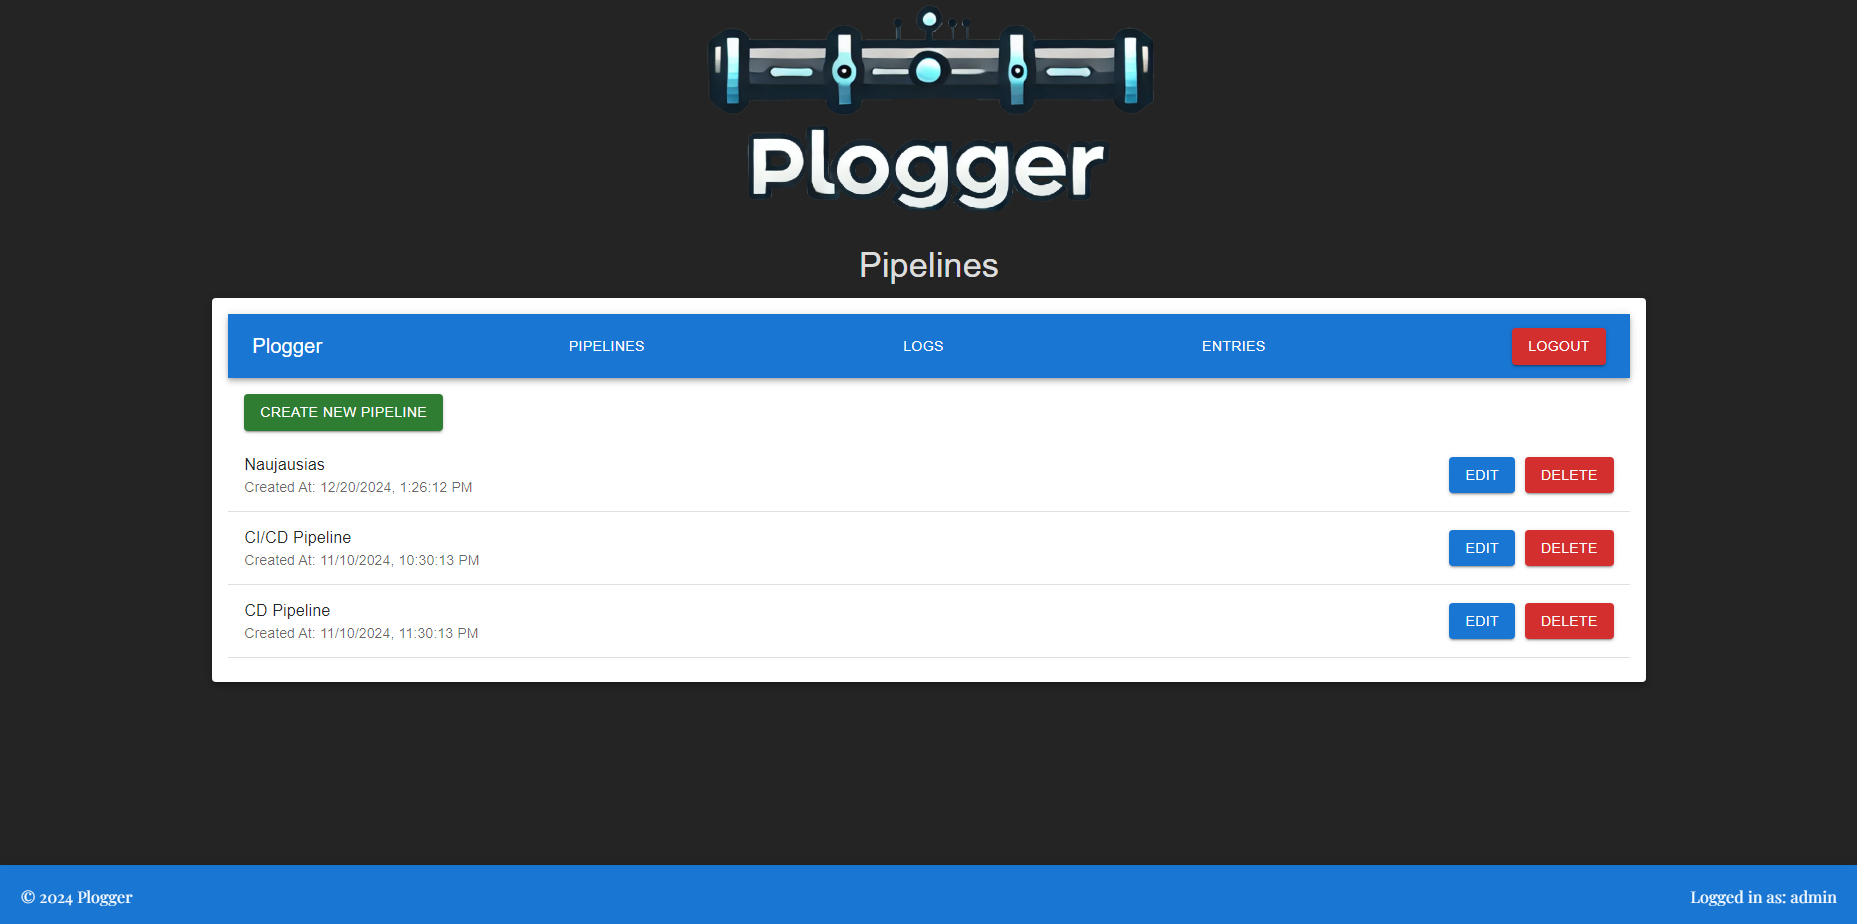 Plogger
Pipelines
Plogger PIPELINES LOGS ENTRIES LOGOUT
CREATE NEW PIPELINE
Naujausias
Created At: 12/20/2024, 1:26:12 PM
EDIT DELETE
CI/CD Pipeline
Created At: 11/10/2024, 10:30:13 PM
EDIT DELETE
CD Pipeline
Created At: 11/10/2024, 11:30:13 PM
EDIT DELETE
© 2024 Plogger
Logged in as: admin